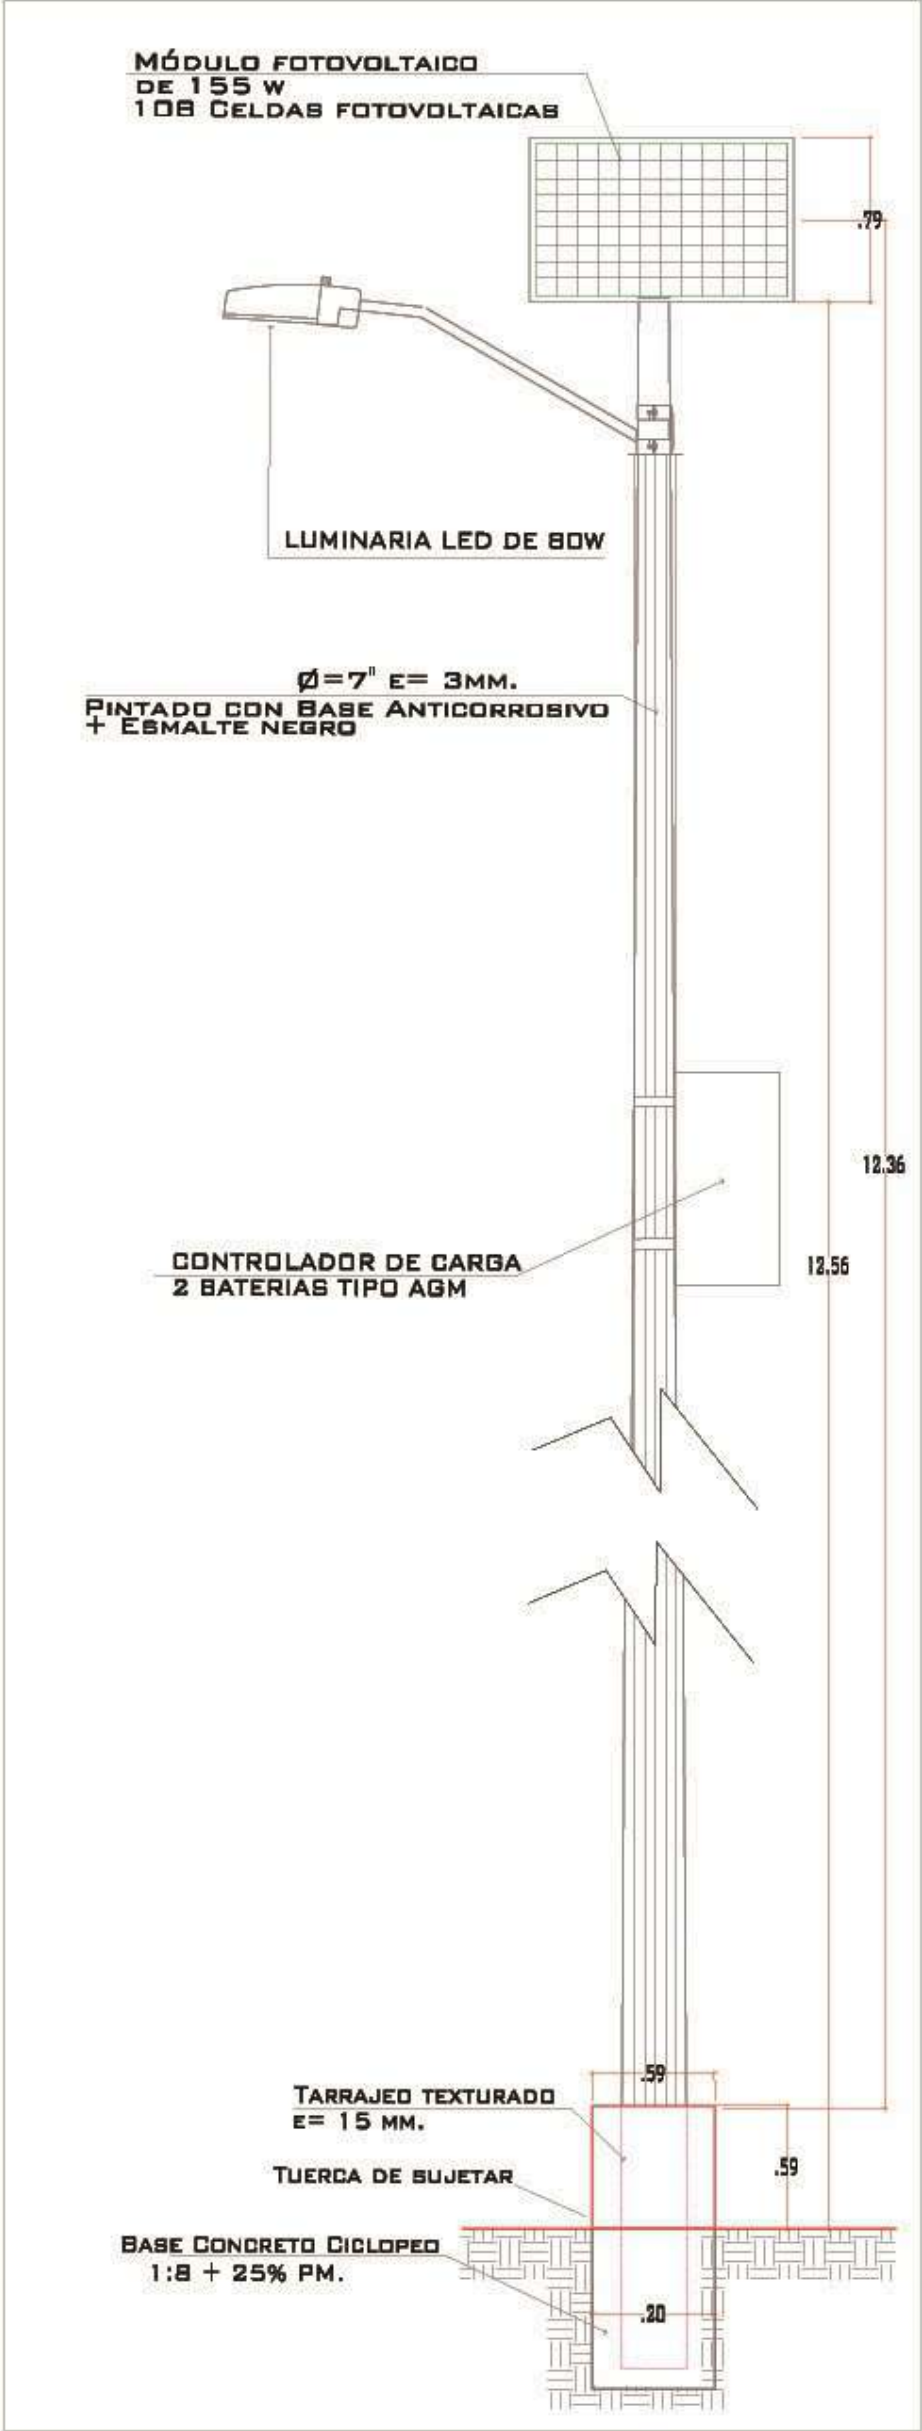 MÓDULO FOTOVOLTAICO
DE 155 W
108 CELDAS FOTOVOLTAICAS
.79
LUMINARIA LED DE 80W
Ø=7" E= 3MM.
PINTADO CON BASE ANTICORROSIVO
+ ESMALTE NEGRO
12.36
CONTROLADOR DE CARGA
2 BATERIAS TIPO AGM
12.56
.59
TARRAJEO TEXTURADO
E= 15 MM.
.59
TUERCA DE SUJETAR
BASE CONCRETO CICLOPEO
1:8 + 25% PM.
.20